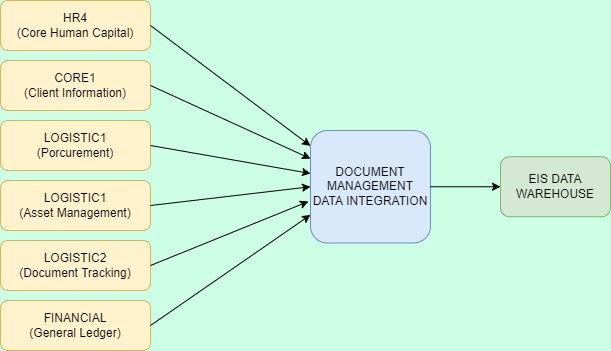 HR4
(Core Human Capital)
CORE1
(Client Information)
LOGISTIC1
(Porcurement)
LOGISTIC1
(Asset Management)
LOGISTIC2
(Document Tracking)
FINANCIAL
(General Ledger)
DOCUMENT
MANAGEMENT
DATA INTEGRATION
EIS DATA
WAREHOUSE